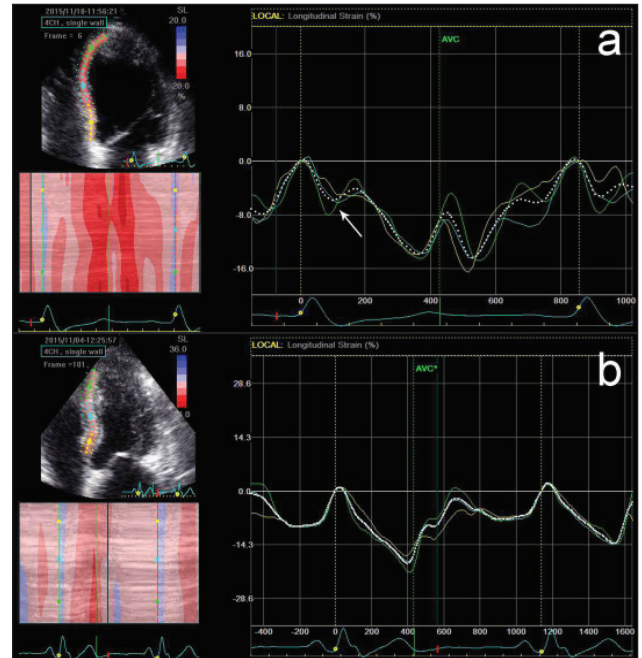 2015/11/10-11:56:21
4CH, single wall
Frame = 6
SL
20.0
-20.0
%
LOCAL: Longitudinal Strain (%)
a
AVC
16.0
8.0
0.0
-8.0
-16.0
0
200
400
600
800
1000
2015/11/04-12:25:57
4CH, single wall
Frame =101
SL
36.0
LOCAL: Longitudinal Strain (%)
b
AVC*
28.6
14.3
0.0
-14.3
-28.6
-400 -200 0 200 400 600 800 1000 1200 1400 1600